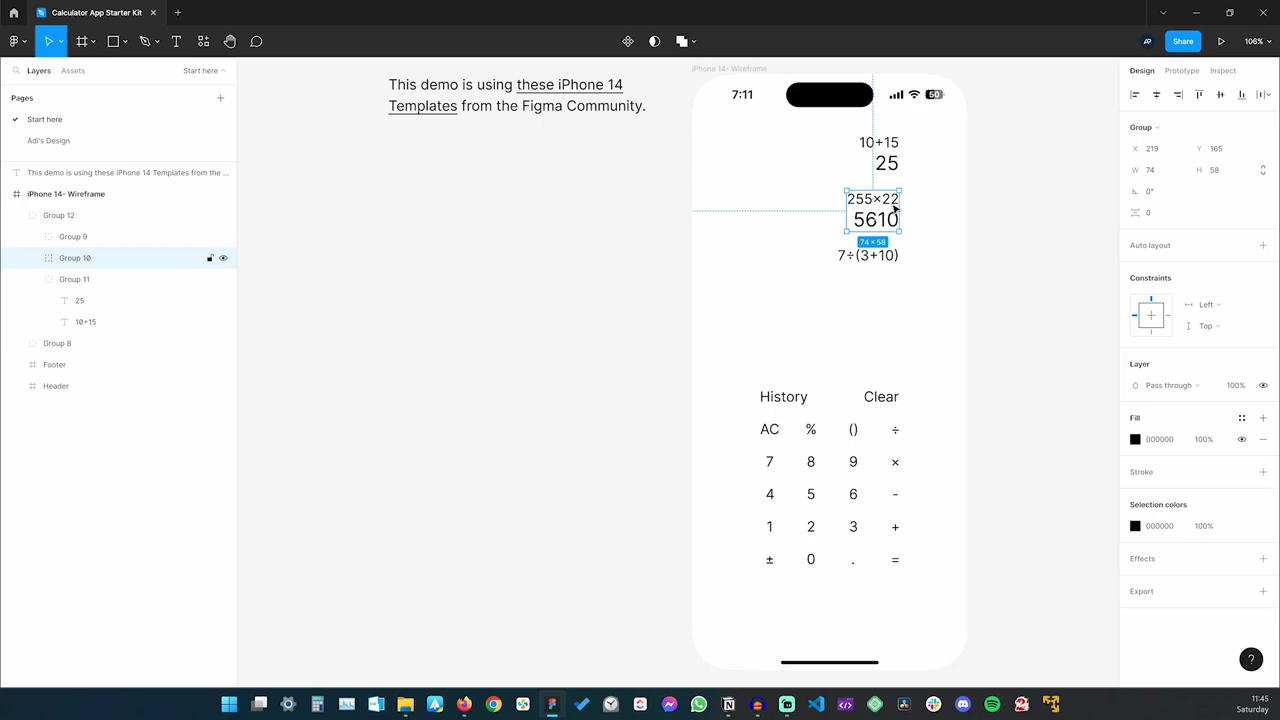 Calculator App Starter Kit
Share
106%
Layers
Assets
Start here
Pages
Start here
Adi's Design
This demo is using these iPhone 14 Templates from the ...
iPhone 14- Wireframe
Group 12
Group 9
Group 10
Group 11
25
10+15
Group 8
Footer
Header
This demo is using these iPhone 14
Templates from the Figma Community.
iPhone 14- Wireframe
7:11
50
10+15
25
255×22
5610
74 × 58
7÷(3+10)
History Clear
AC % () ÷
7 8 9 ×
4 5 6 -
1 2 3 +
± 0 . =
Design Prototype Inspect
Group
X 219 Y 165
W 74 H 58
0°
0
Auto layout
Constraints
Left
Top
Layer
Pass through 100%
Fill
000000 100%
Stroke
Selection colors
000000 100%
Effects
Export
?
11:45
Saturday